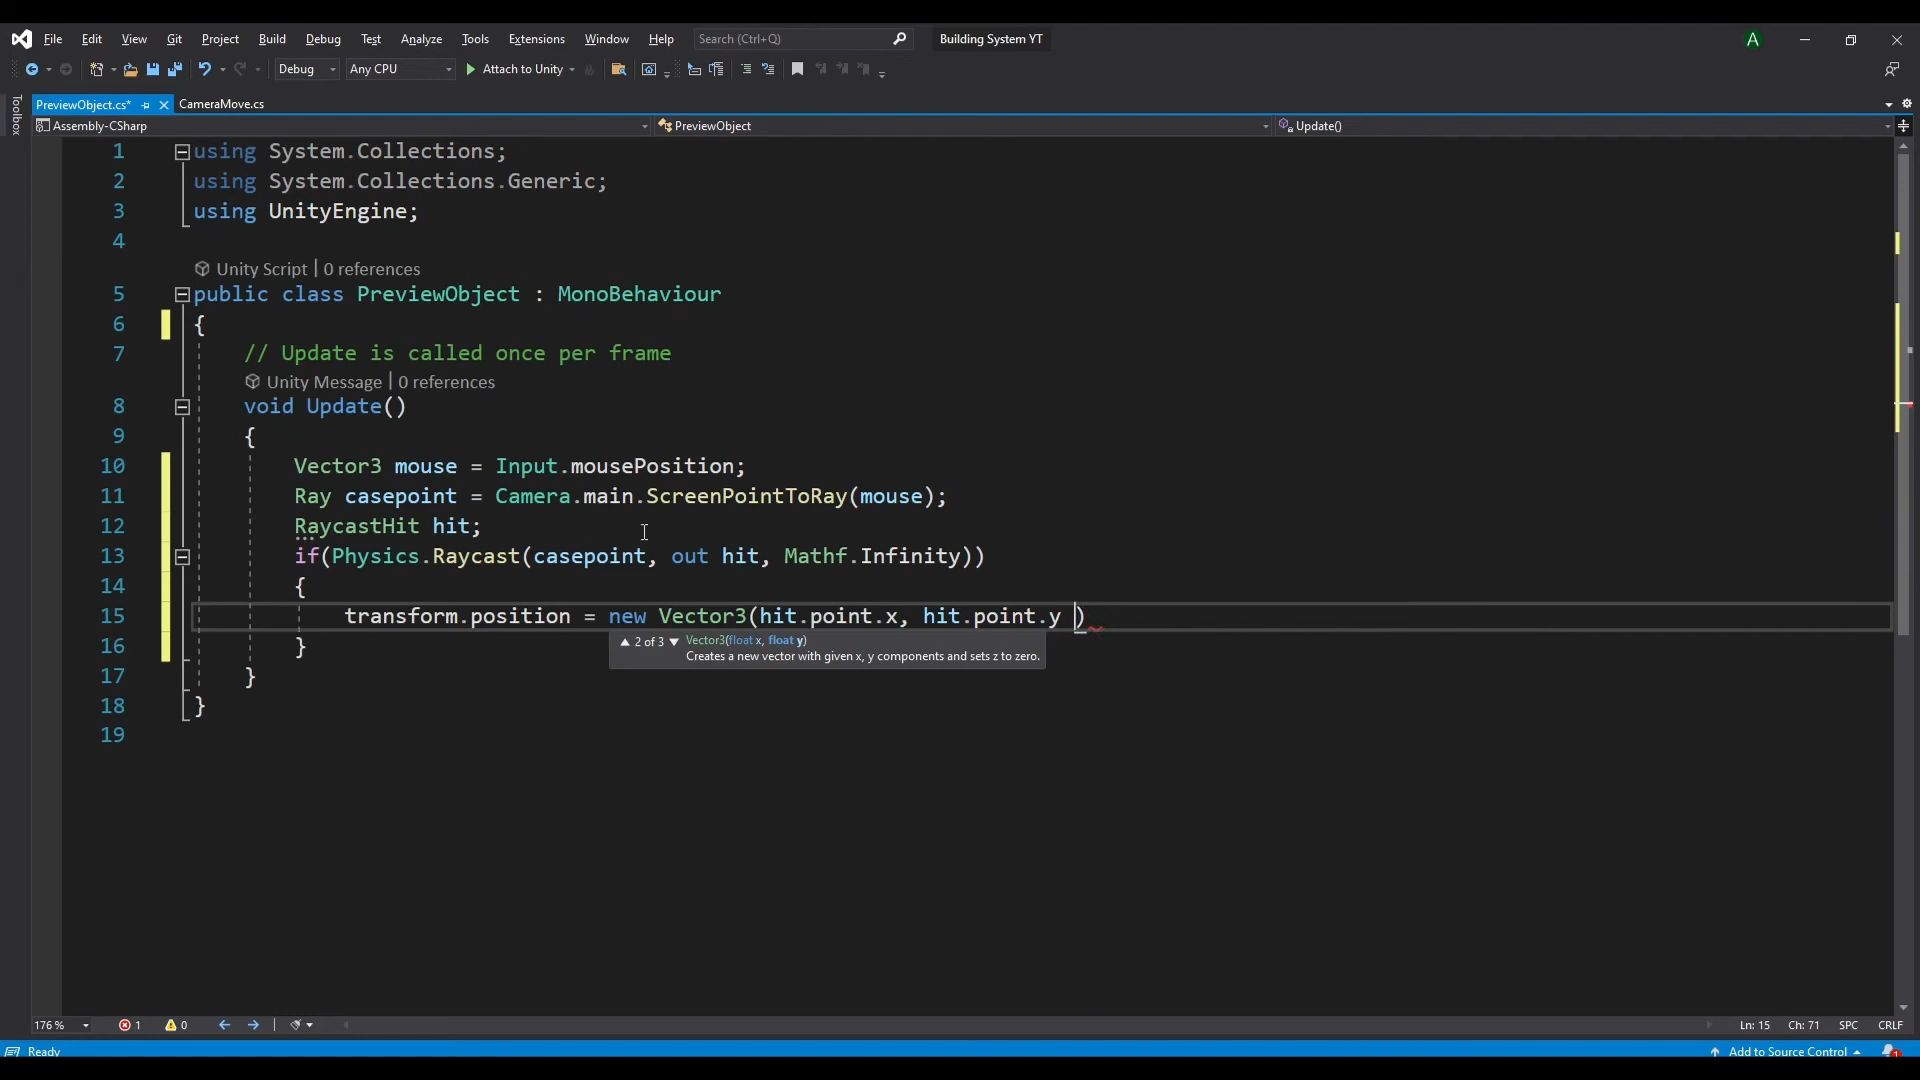 File Edit View Git Project Build Debug Test Analyze Tools Extensions Window Help Search (Ctrl+Q) Building System YT A
Debug Any CPU Attach to Unity
Toolbox
PreviewObject.cs* CameraMove.cs
Assembly-CSharp PreviewObject Update()
1 using System.Collections;
2 using System.Collections.Generic;
3 using UnityEngine;
4
Unity Script | 0 references
5 public class PreviewObject : MonoBehaviour
6 {
7 // Update is called once per frame
Unity Message | 0 references
8 void Update()
9 {
10 Vector3 mouse = Input.mousePosition;
11 Ray casepoint = Camera.main.ScreenPointToRay(mouse);
12 RaycastHit hit;
13 if(Physics.Raycast(casepoint, out hit, Mathf.Infinity))
14 {
15 transform.position = new Vector3(hit.point.x, hit.point.y )
▲ 2 of 3 ▼ Vector3(float x, float y)
Creates a new vector with given x, y components and sets z to zero.
16 }
17 }
18 }
19
176 % 1 0 Ln: 15 Ch: 71 SPC CRLF
Ready Add to Source Control 1